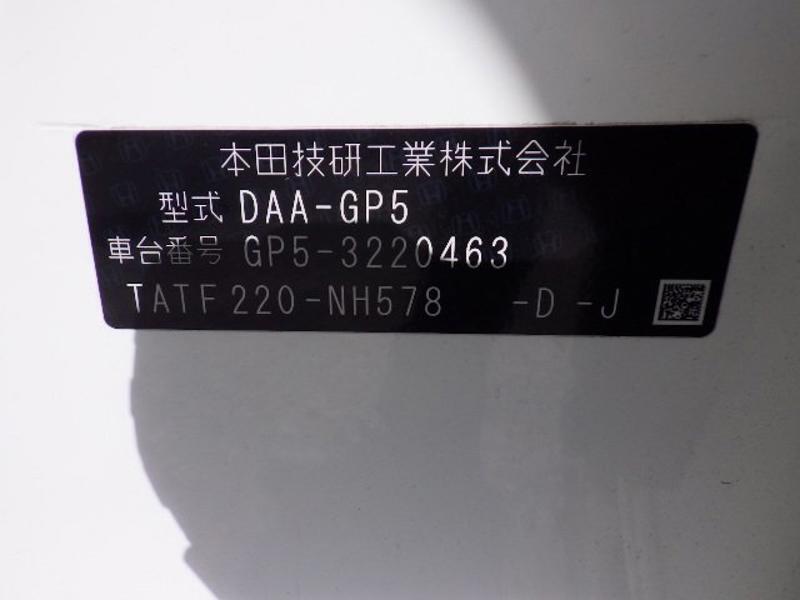 本田技研工業株式会社
型式 DAA-GP5
車台番号 GP5-3220463
TATF220-NH578 -D -J